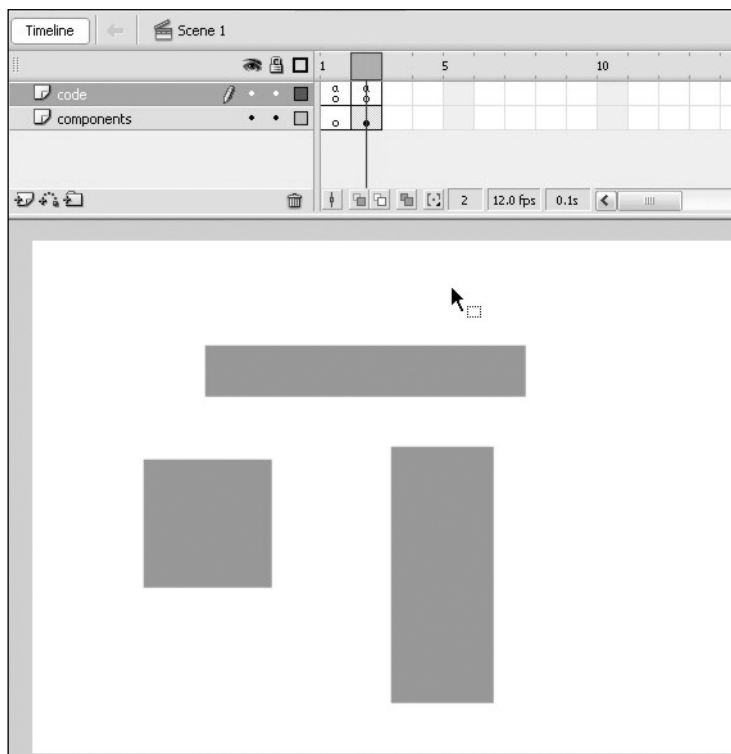 Timeline Scene 1
1 5 10
code a a
components
2 12.0 fps 0.1s